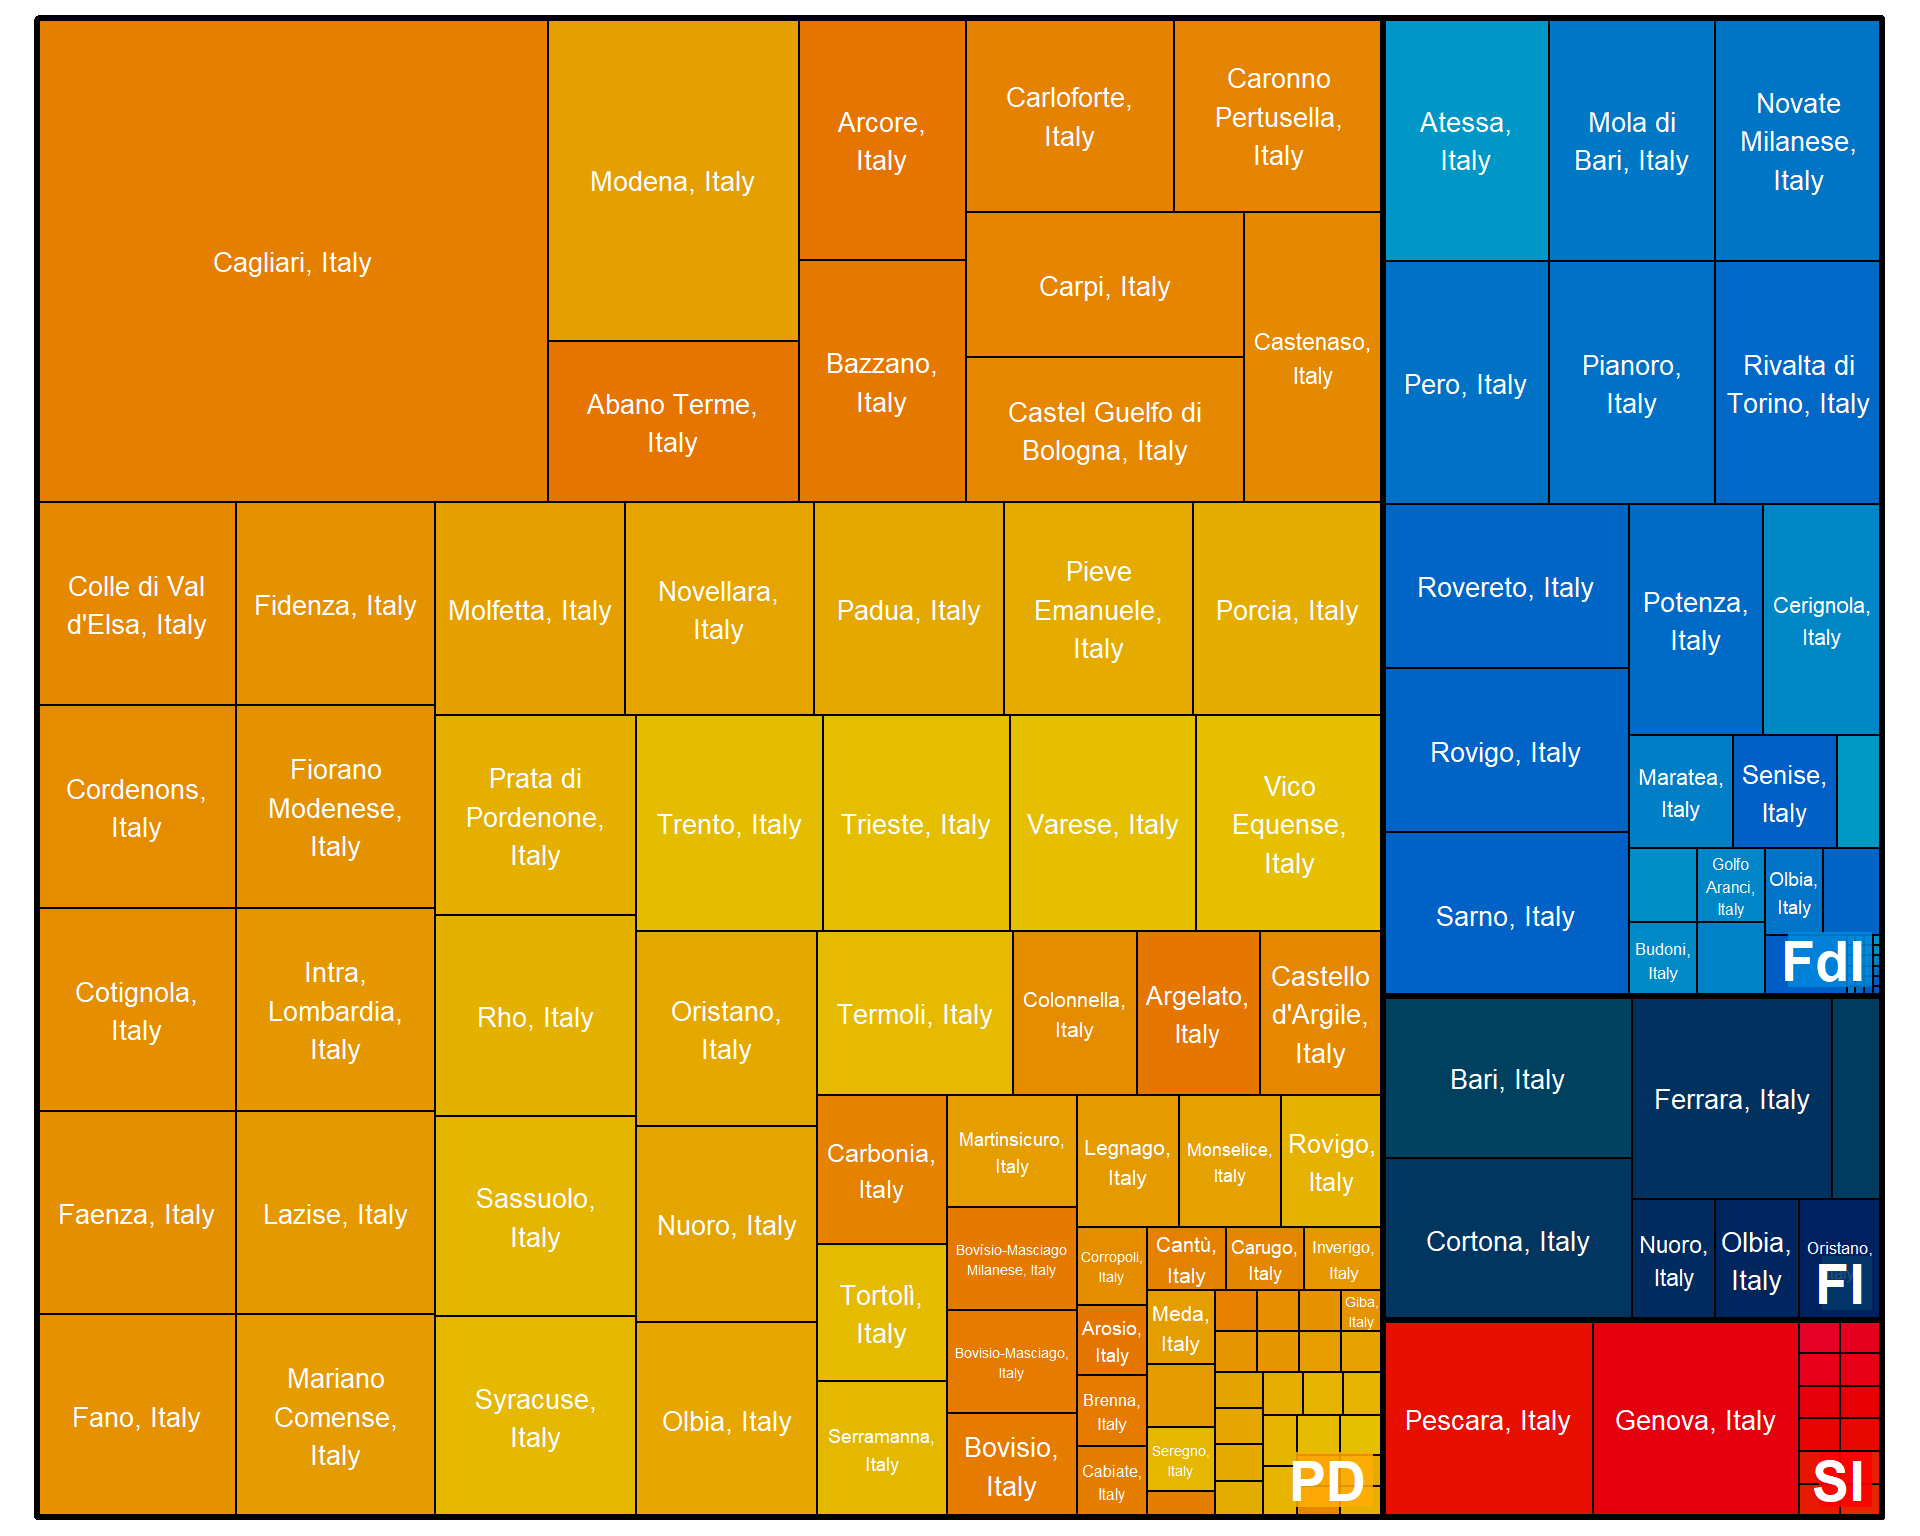 Cagliari, Italy
Modena, Italy
Abano Terme,
Italy
Arcore,
Italy
Bazzano,
Italy
Carloforte,
Italy
Caronno
Pertusella,
Italy
Carpi, Italy
Castel Guelfo di
Bologna, Italy
Castenaso,
Italy
Colle di Val
d'Elsa, Italy
Fidenza, Italy
Cordenons,
Italy
Fiorano
Modenese,
Italy
Cotignola,
Italy
Intra,
Lombardia,
Italy
Faenza, Italy
Lazise, Italy
Fano, Italy
Mariano
Comense,
Italy
Molfetta, Italy
Novellara,
Italy
Padua, Italy
Pieve
Emanuele,
Italy
Porcia, Italy
Prata di
Pordenone,
Italy
Rho, Italy
Sassuolo,
Italy
Syracuse,
Italy
Trento, Italy
Trieste, Italy
Varese, Italy
Vico
Equense,
Italy
Oristano,
Italy
Nuoro, Italy
Olbia, Italy
Termoli, Italy
Colonnella,
Italy
Argelato,
Italy
Castello
d'Argile,
Italy
Carbonia,
Italy
Tortolì,
Italy
Serramanna,
Italy
Martinsicuro,
Italy
Bovísio-Masciago
Milanese, Italy
Bovisio-Masciago,
Italy
Bovisio,
Italy
Legnago,
Italy
Monselice,
Italy
Rovigo,
Italy
Corropoli,
Italy
Arosio,
Italy
Brenna,
Italy
Cabiate,
Italy
Cantù,
Italy
Carugo,
Italy
Inverigo,
Italy
Meda,
Italy
Giba,
Italy
Seregno,
Italy
PD
Atessa,
Italy
Mola di
Bari, Italy
Novate
Milanese,
Italy
Pero, Italy
Pianoro,
Italy
Rivalta di
Torino, Italy
Rovereto, Italy
Rovigo, Italy
Sarno, Italy
Potenza,
Italy
Cerignola,
Italy
Maratea,
Italy
Senise,
Italy
Golfo
Aranci,
Italy
Olbia,
Italy
Budoni,
Italy
FdI
Bari, Italy
Cortona, Italy
Ferrara, Italy
Nuoro,
Italy
Olbia,
Italy
Oristano,
Italy
FI
Pescara, Italy
Genova, Italy
SI